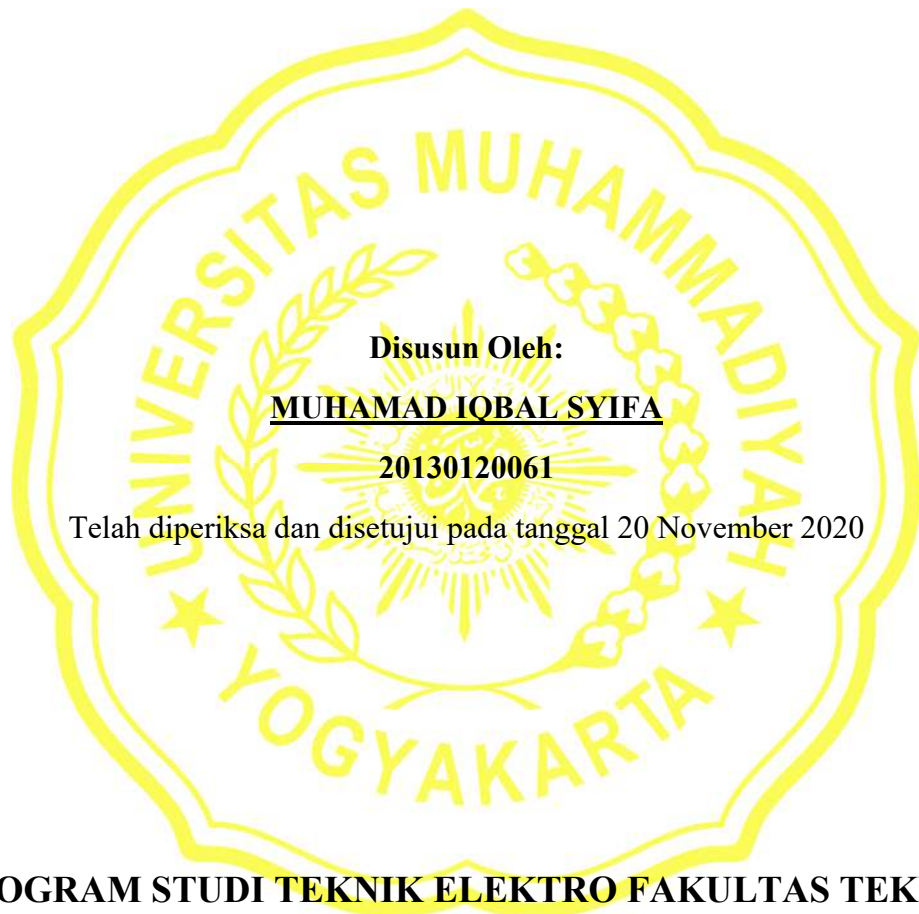 UNIVERSITAS MUHAMMADIYAH
Disusun Oleh:
MUHAMAD IQBAL SYIFA
20130120061
Telah diperiksa dan disetujui pada tanggal 20 November 2020
★ YOGYAKARTA ★
OGRAM STUDI TEKNIK ELEKTRO FAKULTAS TEK